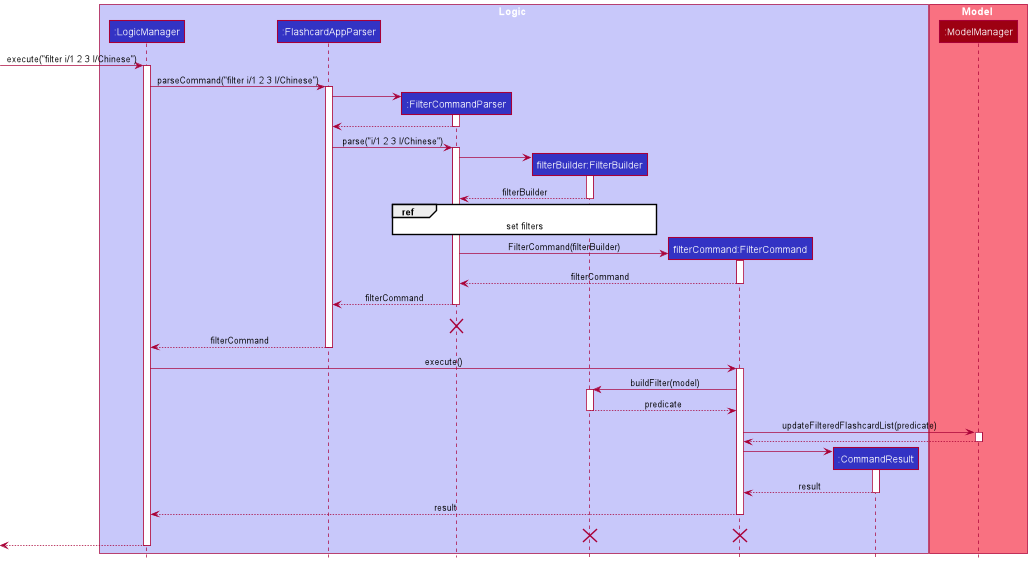 Logic
Model
:LogicManager
:FlashcardAppParser
:ModelManager
execute("filter i/1 2 3 l/Chinese")
parseCommand("filter i/1 2 3 l/Chinese")
:FilterCommandParser
parse("i/1 2 3 l/Chinese")
filterBuilder:FilterBuilder
filterBuilder
ref
set filters
FilterCommand(filterBuilder)
filterCommand:FilterCommand
filterCommand
filterCommand
filterCommand
execute()
buildFilter(model)
predicate
updateFilteredFlashcardList(predicate)
:CommandResult
result
result